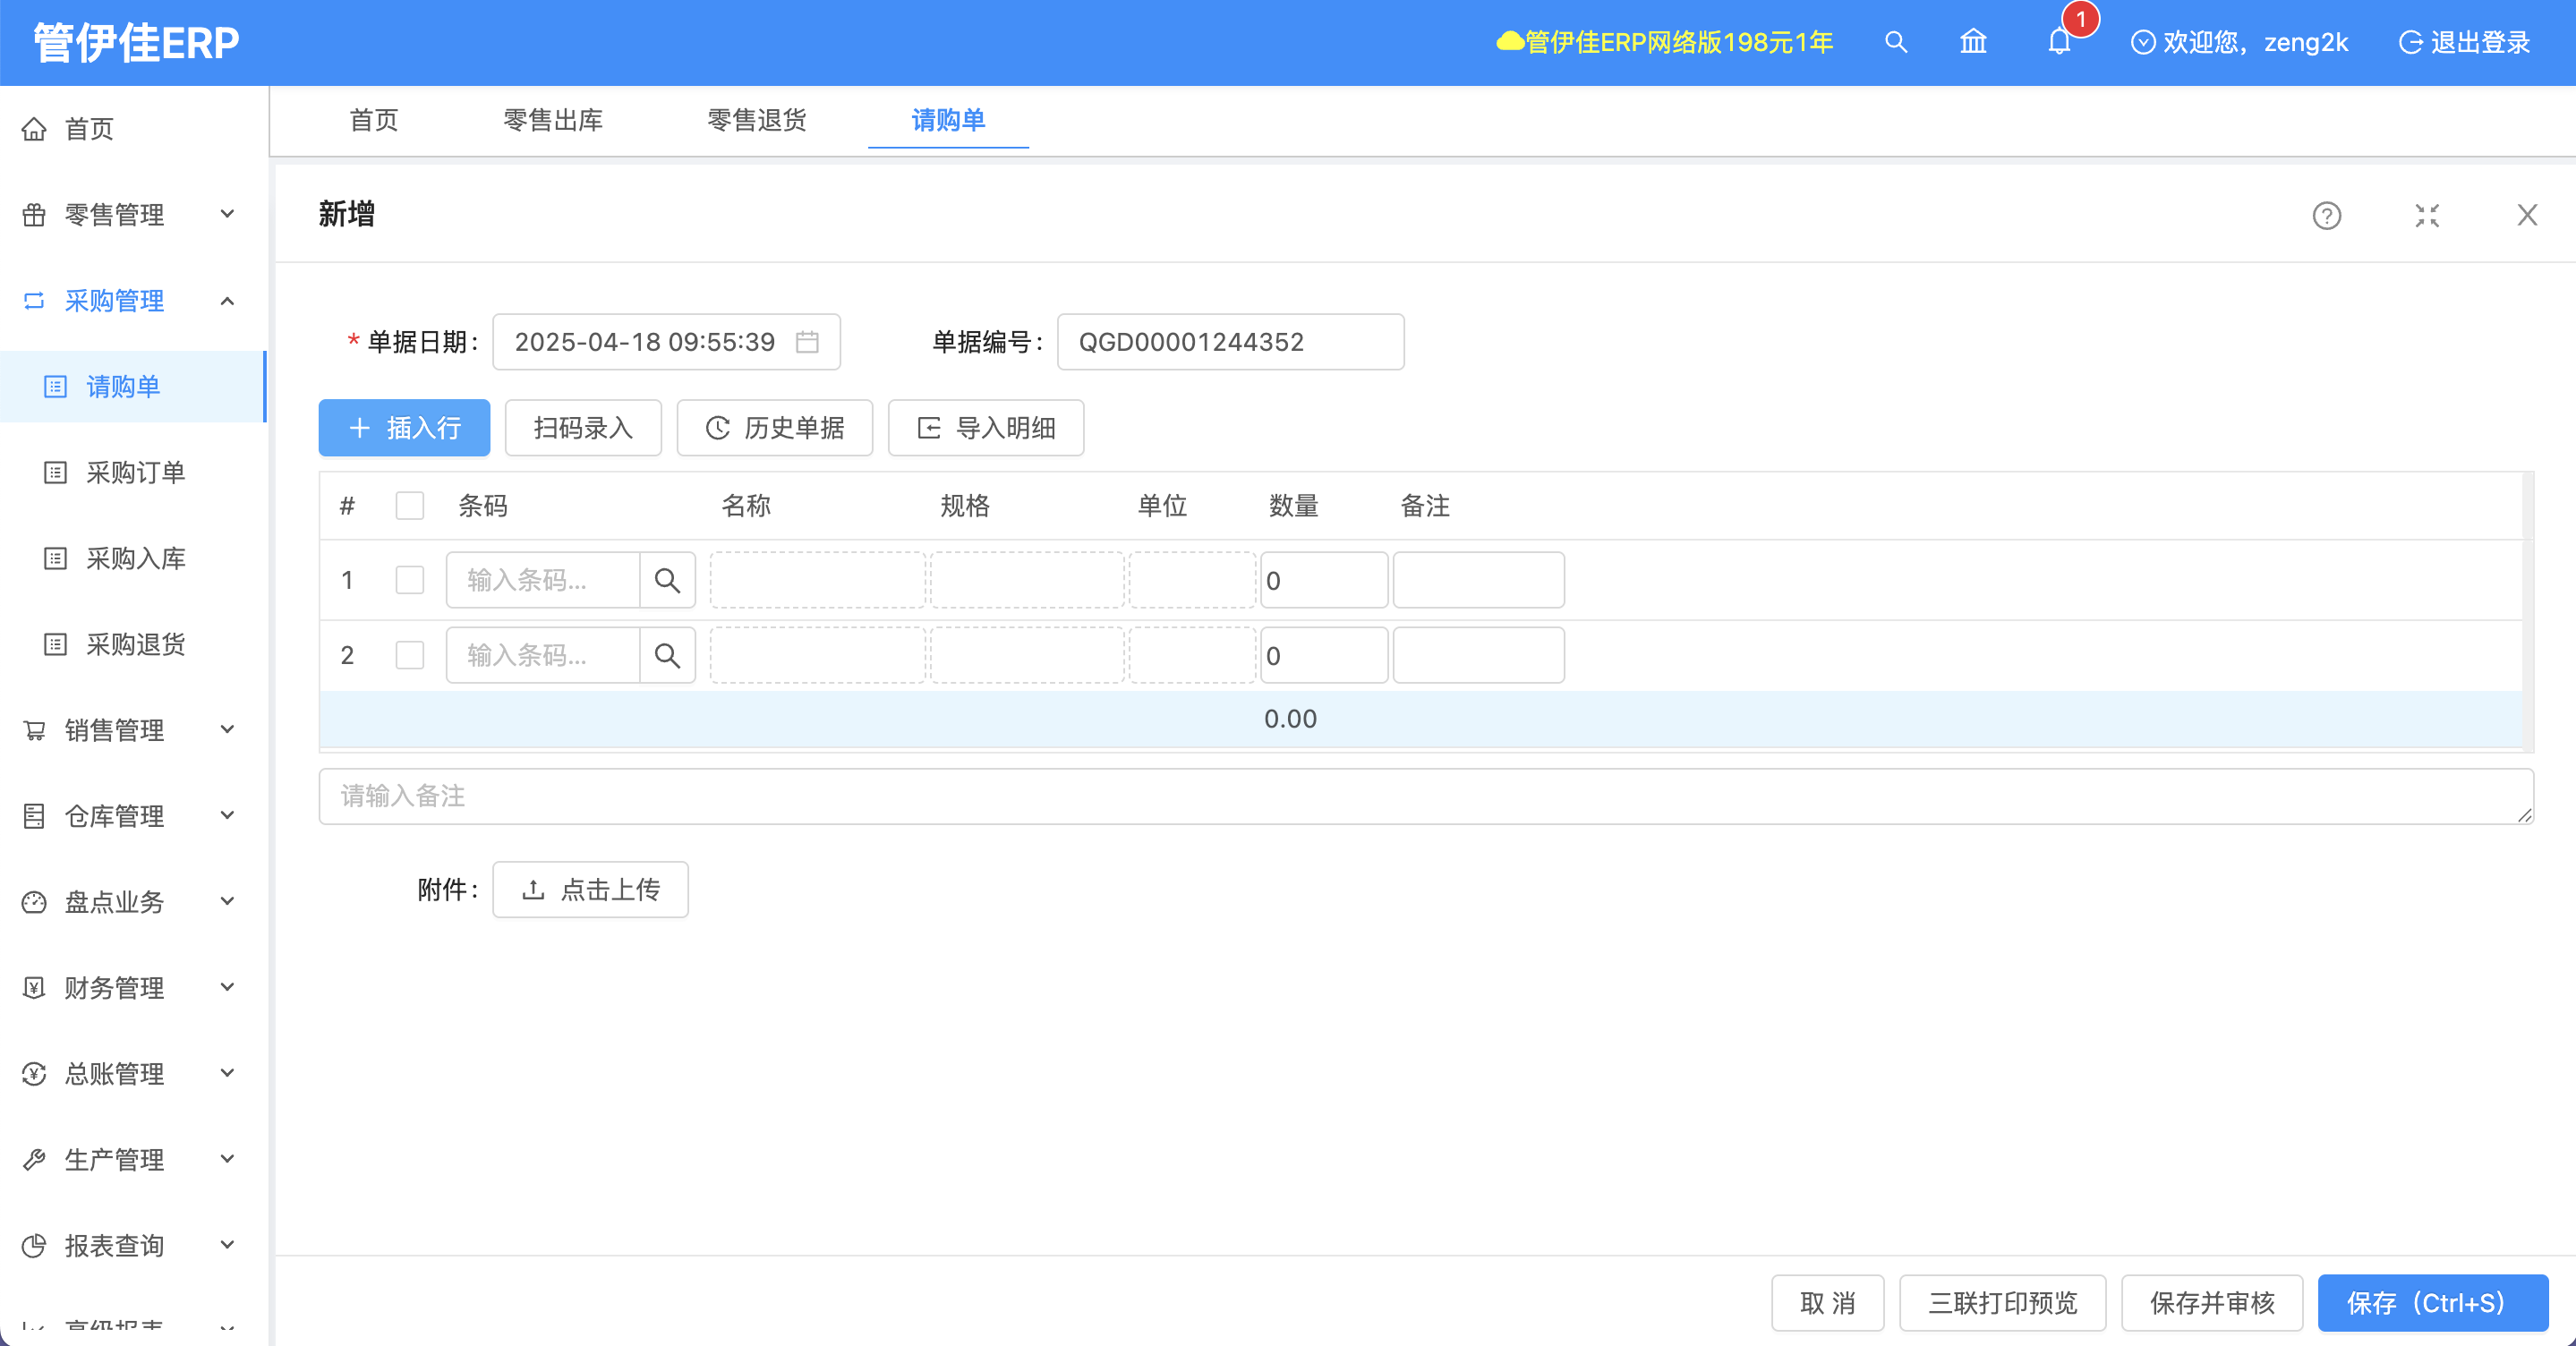 管伊佳ERP
管伊佳ERP网络版198元1年
1
欢迎您，zeng2k
退出登录
首页
零售管理
采购管理
请购单
采购订单
采购入库
采购退货
销售管理
仓库管理
盘点业务
财务管理
总账管理
生产管理
报表查询
高级报表
首页 零售出库 零售退货 请购单
新增
* 单据日期： 2025-04-18 09:55:39 单据编号： QGD00001244352
插入行 扫码录入 历史单据 导入明细
# 条码 名称 规格 单位 数量 备注
1 输入条码... 0
2 输入条码... 0
0.00
请输入备注
附件： 点击上传
取 消 三联打印预览 保存并审核 保存（Ctrl+S）